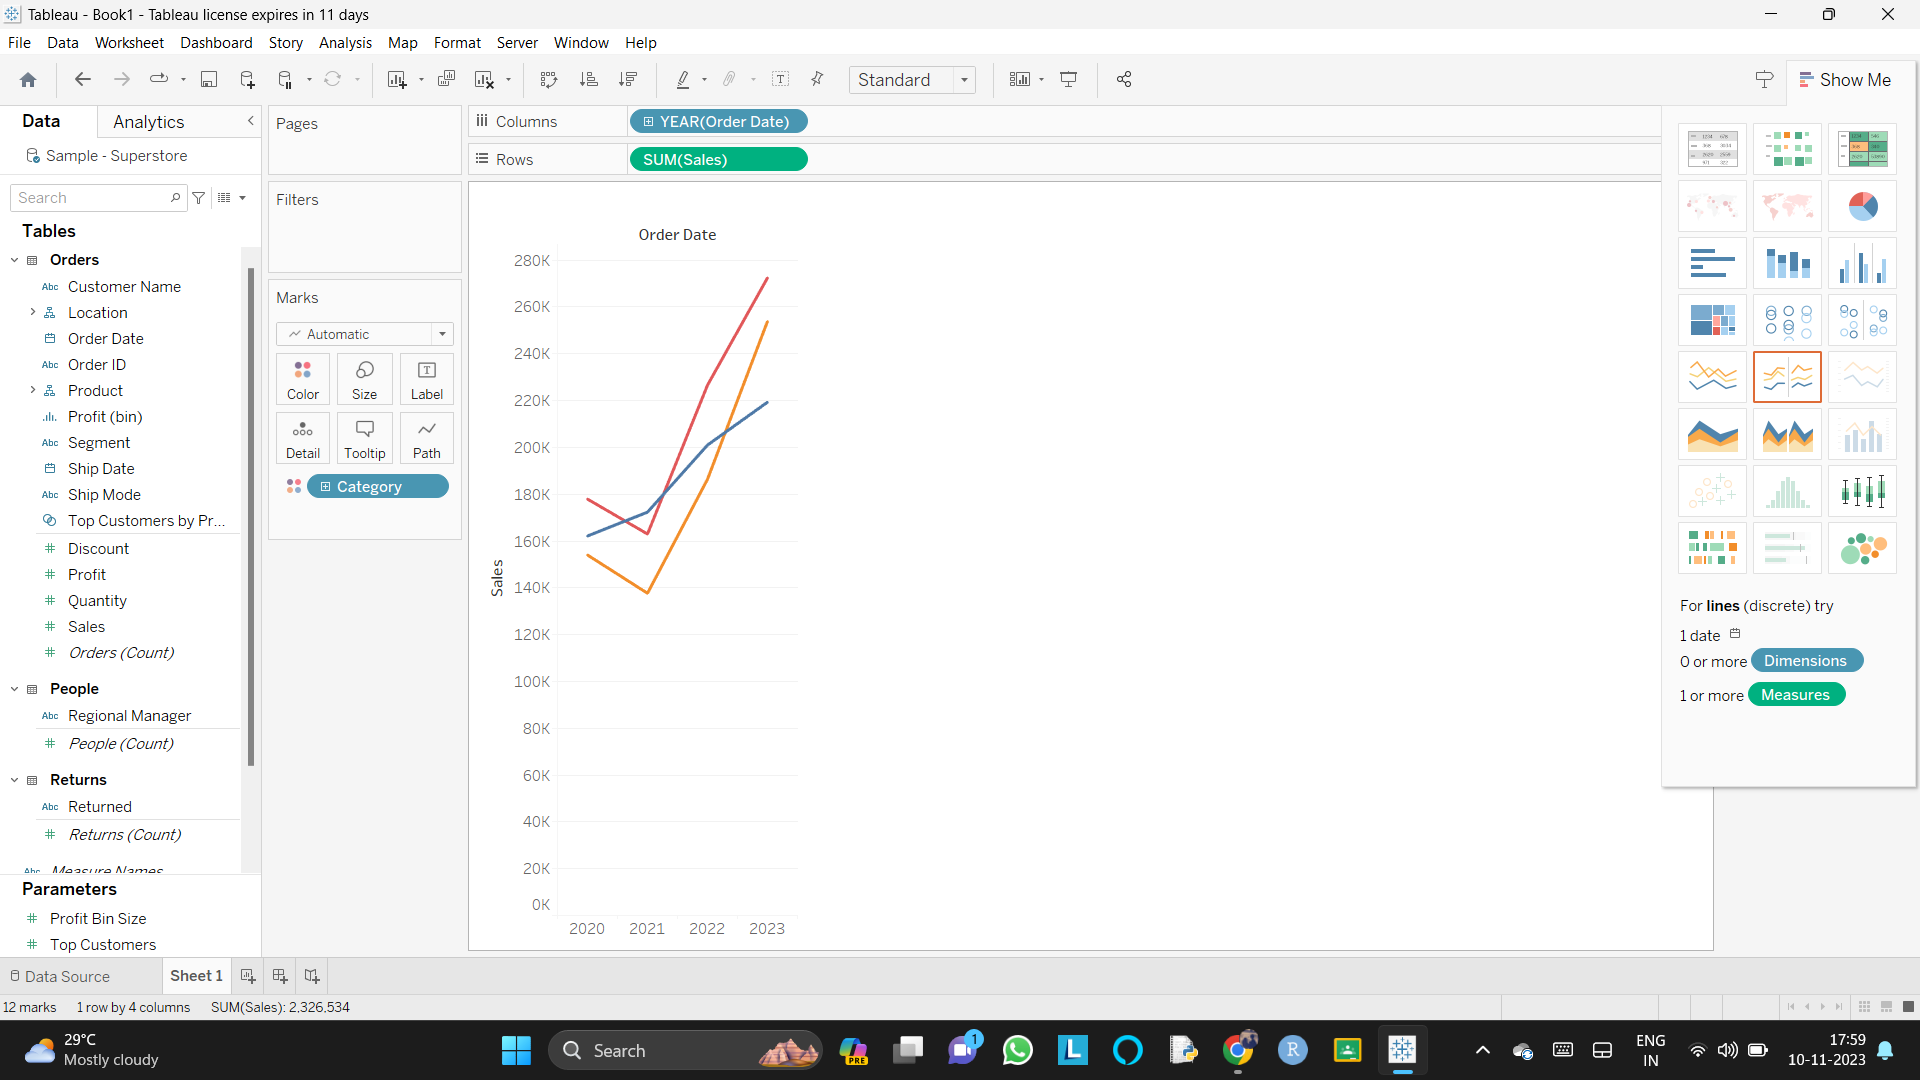 Tableau - Book1 - Tableau license expires in 11 days
File Data Worksheet Dashboard Story Analysis Map Format Server Window Help
Standard
Show Me
Data Analytics
Sample - Superstore
Search
Tables
Orders
Customer Name
Location
Order Date
Order ID
Product
Profit (bin)
Segment
Ship Date
Ship Mode
Top Customers by Pr...
Discount
Profit
Quantity
Sales
Orders (Count)
People
Regional Manager
People (Count)
Returns
Returned
Returns (Count)
Measure Names
Parameters
Profit Bin Size
Top Customers
Pages
Filters
Marks
Automatic
Color Size Label
Detail Tooltip Path
Category
Columns YEAR(Order Date)
Rows SUM(Sales)
Order Date
280K
260K
240K
220K
200K
180K
160K
140K
120K
100K
80K
60K
40K
20K
0K
Sales
2020 2021 2022 2023
For lines (discrete) try
1 date
0 or more Dimensions
1 or more Measures
Data Source Sheet 1
12 marks 1 row by 4 columns SUM(Sales): 2,326,534
29°C
Mostly cloudy
Search
PRE
1
ENG
IN
17:59
10-11-2023